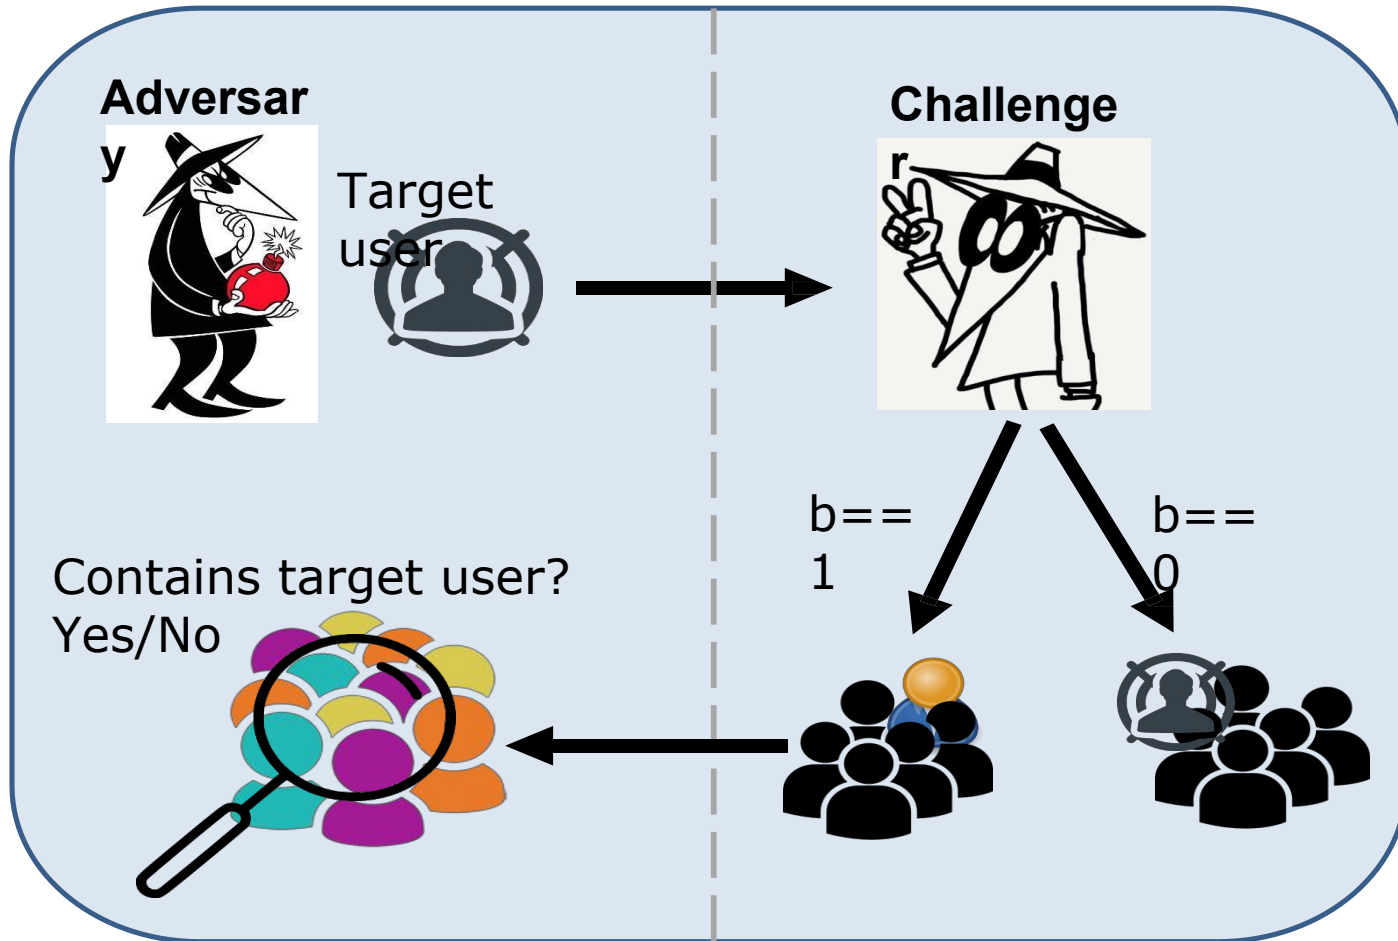 Adversar
y
Target
user
Challenge
r
b==
1
b==
0
Contains target user?
Yes/No